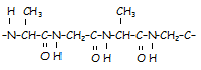 H CH₃ CH₃
-N-CH-C-N-CH₂-C-N-CH-C-N-CH₂-C-
O H O H O H O H